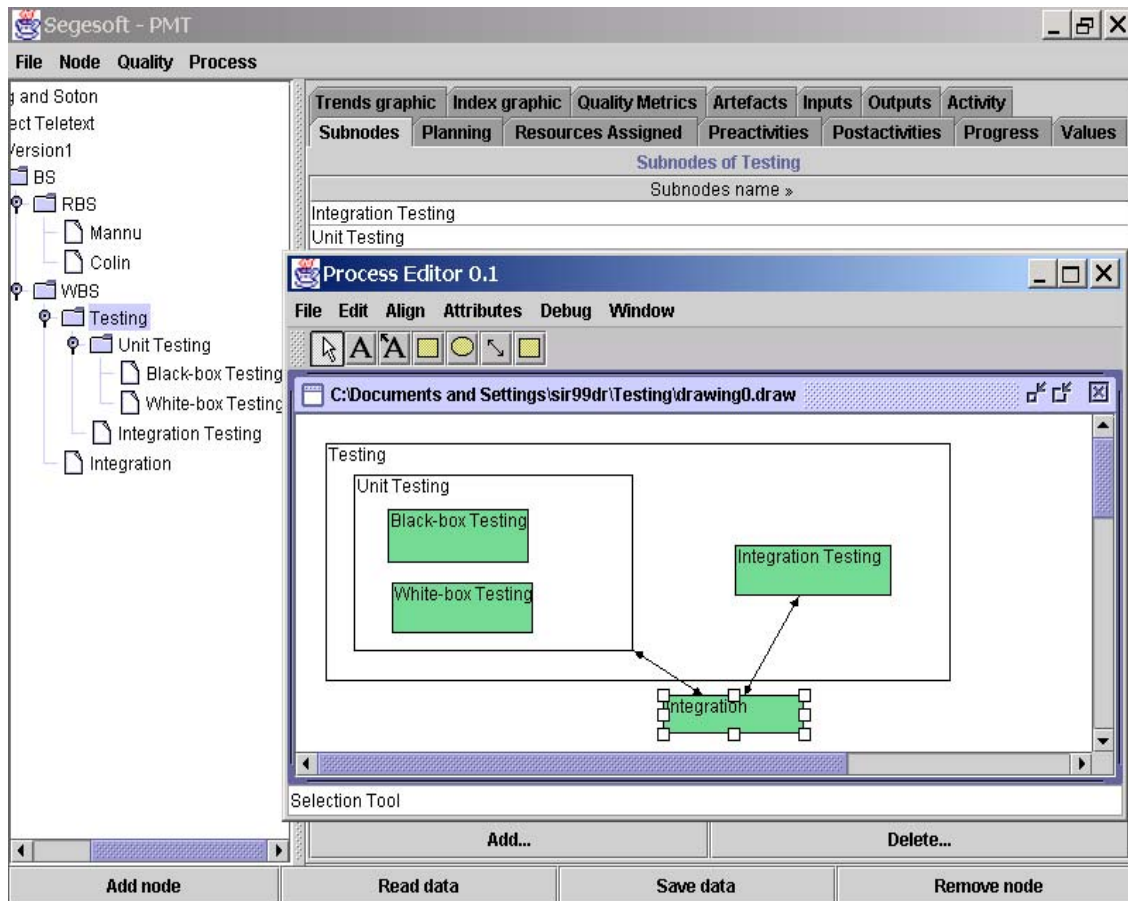 Segesoft - PMT
File Node Quality Process
g and Soton
ect Teletext
Version1
BS
RBS
Mannu
Colin
WBS
Testing
Unit Testing
Black-box Testing
White-box Testing
Integration Testing
Integration
Trends graphic Index graphic Quality Metrics Artefacts Inputs Outputs Activity
Subnodes Planning Resources Assigned Preactivities Postactivities Progress Values
Subnodes of Testing
Subnodes name »
Integration Testing
Unit Testing
Process Editor 0.1
File Edit Align Attributes Debug Window
A A
C:\Documents and Settings\sir99dr\Testing\drawing0.draw
Testing
Unit Testing
Black-box Testing
White-box Testing
Integration Testing
Integration
Selection Tool
Add... Delete...
Add node Read data Save data Remove node